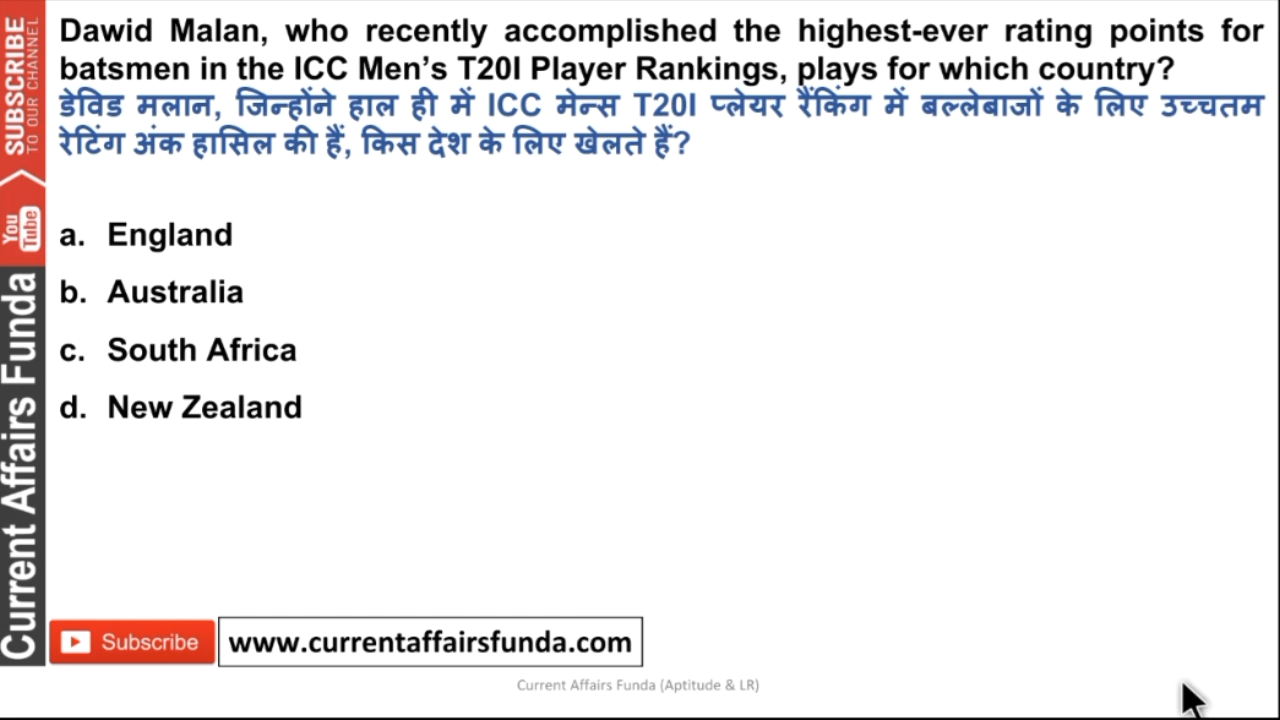 Dawid Malan, who recently accomplished the highest-ever rating points for
batsmen in the ICC Men’s T20I Player Rankings, plays for which country?
डेविड मलान, जिन्होंने हाल ही में ICC मेन्स T20I प्लेयर रैंकिंग में बल्लेबाजों के लिए उच्चतम
रेटिंग अंक हासिल की हैं, किस देश के लिए खेलते हैं?
a. England
b. Australia
c. South Africa
d. New Zealand
SUBSCRIBE
TO OUR CHANNEL
You
Tube
Current Affairs Funda
Subscribe
www.currentaffairsfunda.com
Current Affairs Funda (Aptitude & LR)